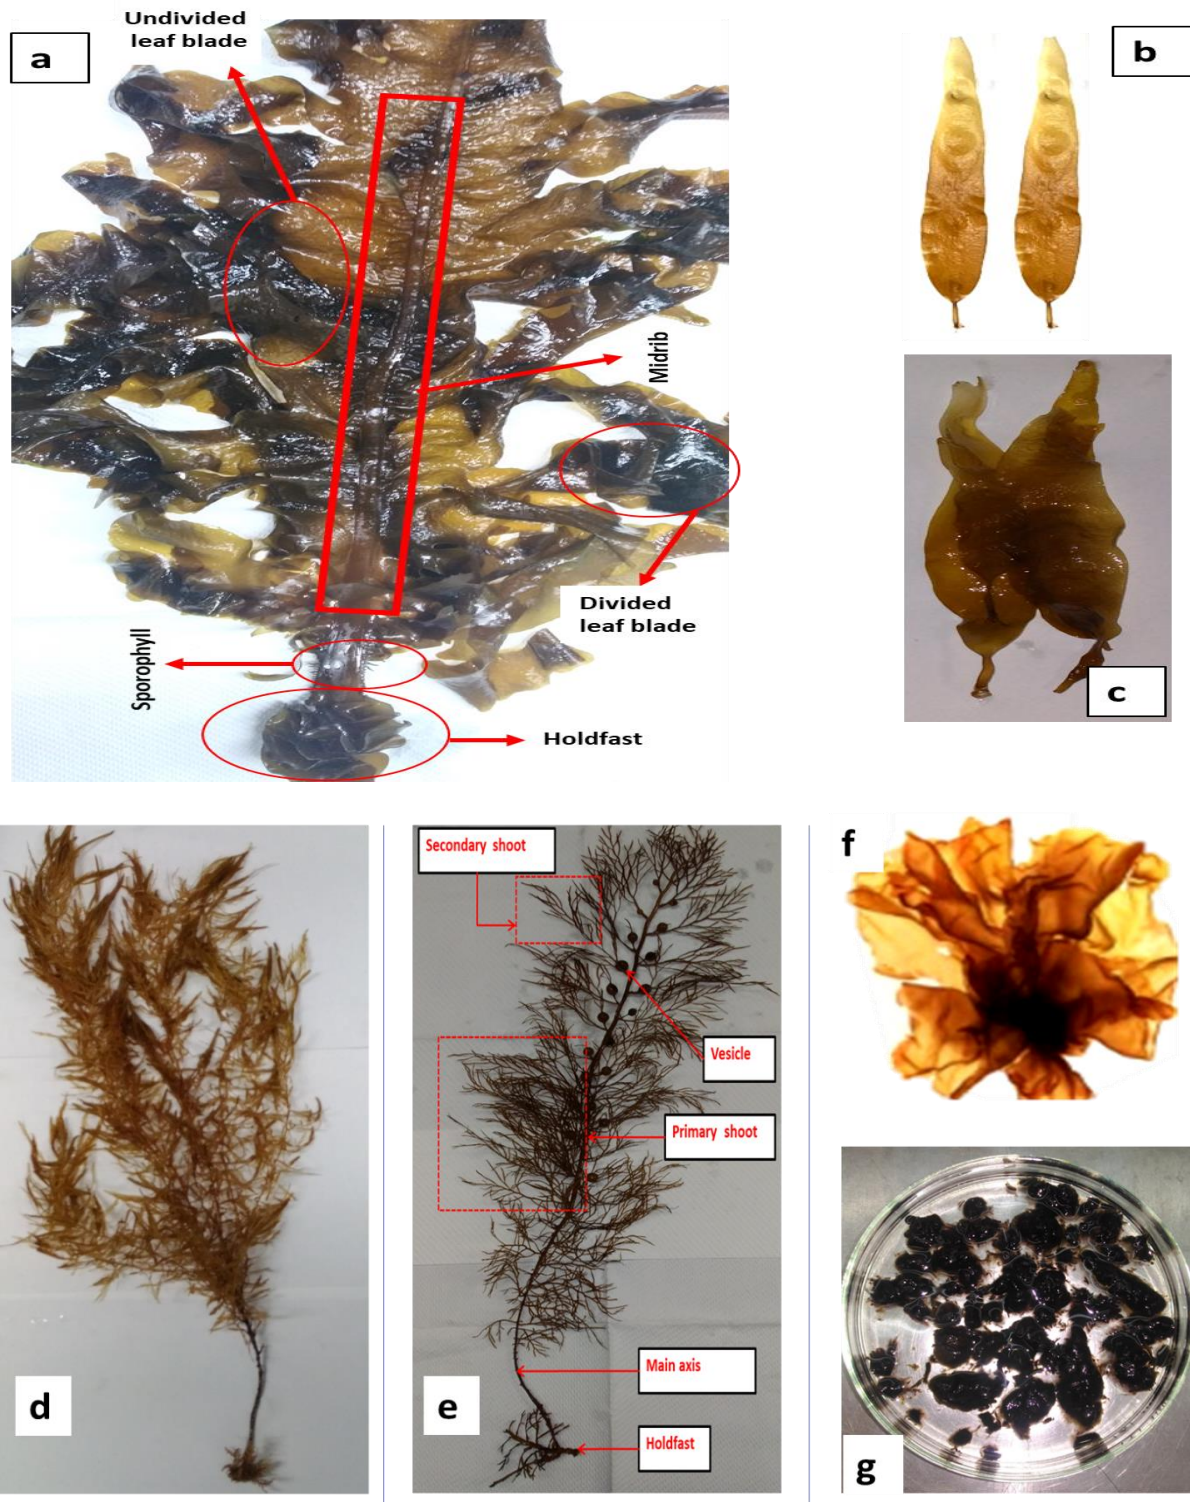 Undivided
leaf blade
a
b
Midrib
Divided
leaf blade
Sporophyll
c
Holdfast
f
Secondary shoot
Vesicle
Primary shoot
Main axis
d
e
Holdfast
g